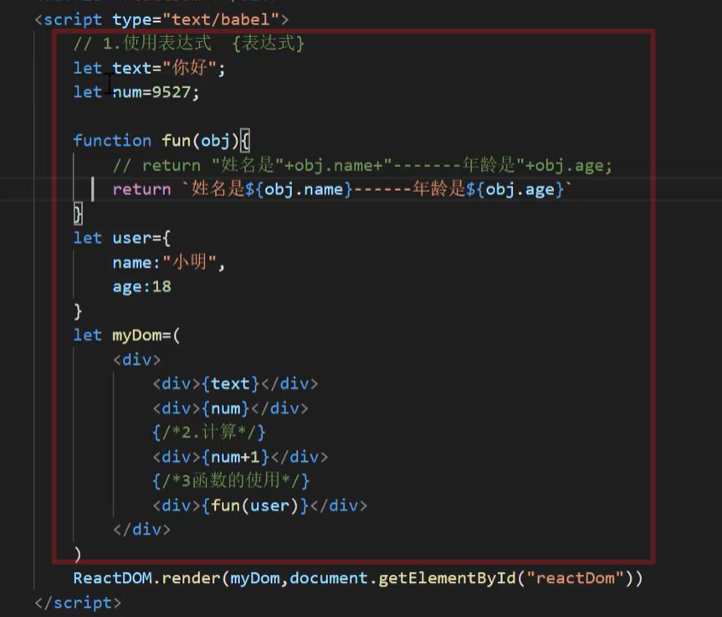 <script type="text/babel">
// 1.使用表达式  {表达式}
let text="你好";
let num=9527;
function fun(obj){
// return "姓名是"+obj.name+"-------年龄是"+obj.age;
return `姓名是${obj.name}------年龄是${obj.age}`
}
let user={
name:"小明",
age:18
}
let myDom=(
<div>
<div>{text}</div>
<div>{num}</div>
{/*2.计算*/}
<div>{num+1}</div>
{/*3函数的使用*/}
<div>{fun(user)}</div>
</div>
)
ReactDOM.render(myDom,document.getElementById("reactDom"))
</script>